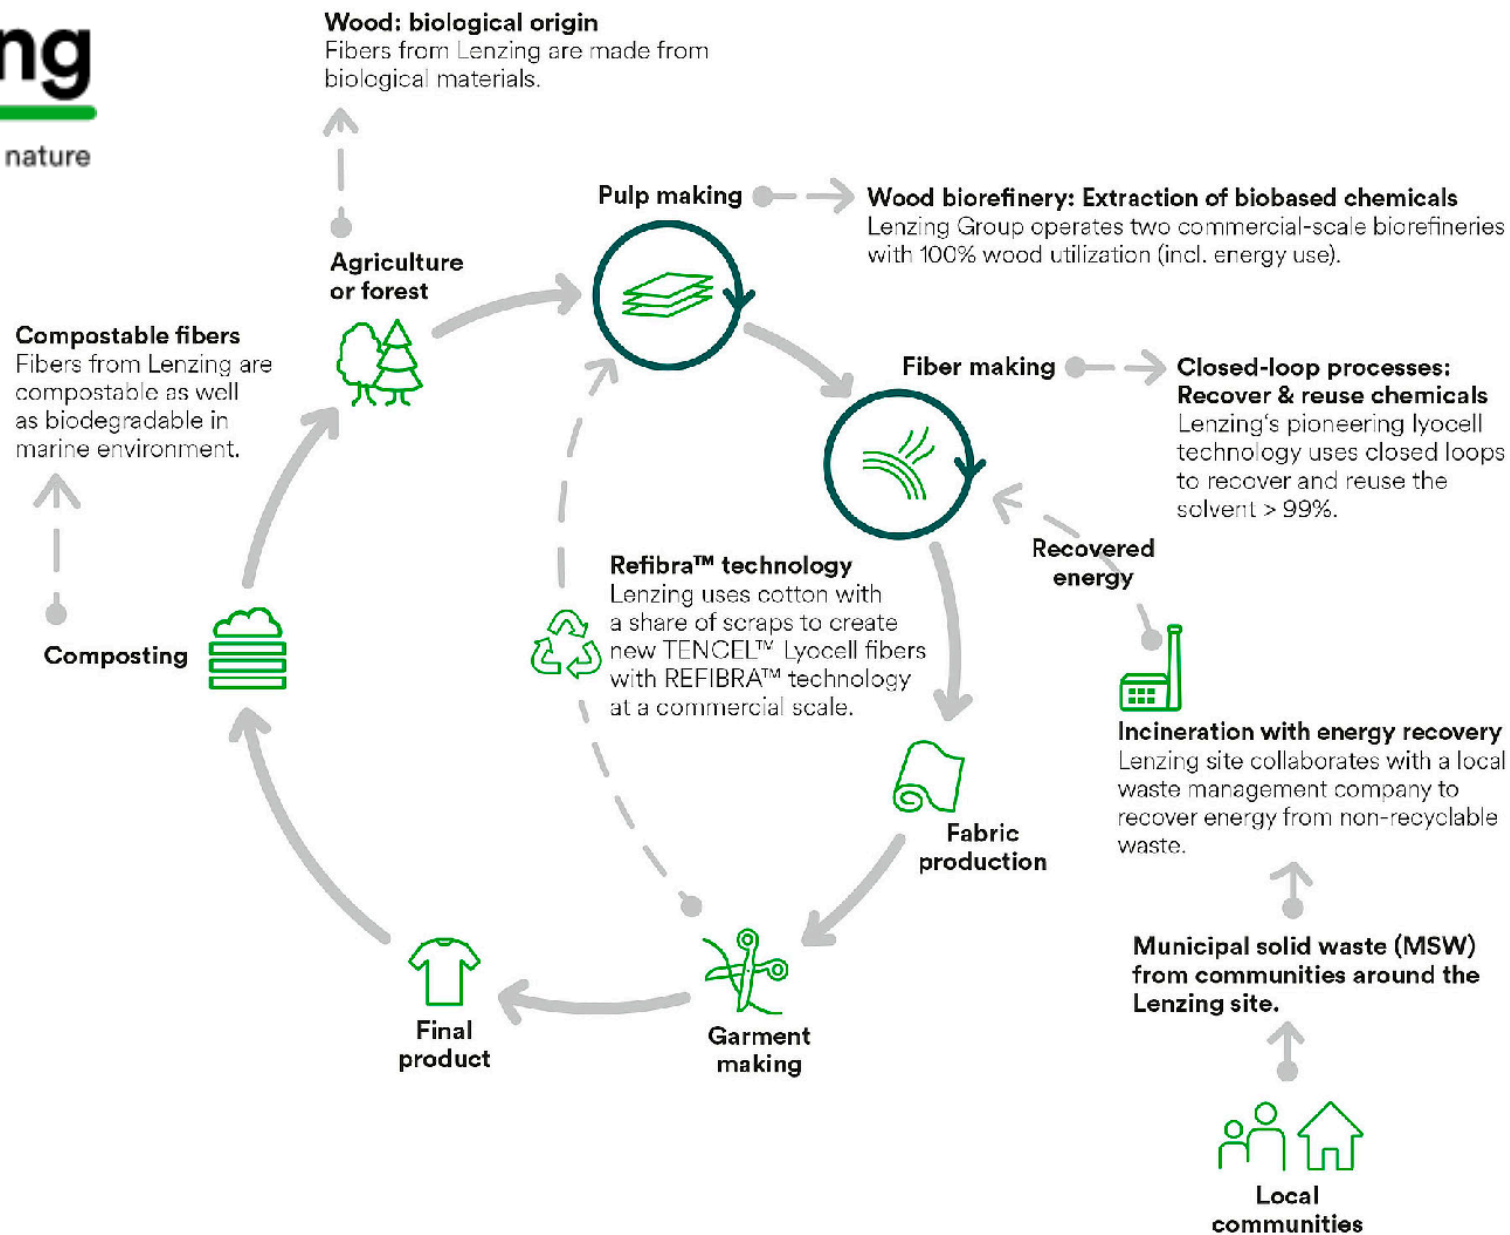 ng
nature
Wood: biological origin
Fibers from Lenzing are made from
biological materials.
Pulp making
Wood biorefinery: Extraction of biobased chemicals
Lenzing Group operates two commercial-scale biorefineries
with 100% wood utilization (incl. energy use).
Agriculture
or forest
Compostable fibers
Fibers from Lenzing are
compostable as well
as biodegradable in
marine environment.
Fiber making
Closed-loop processes:
Recover & reuse chemicals
Lenzing‘s pioneering lyocell
technology uses closed loops
to recover and reuse the
solvent > 99%.
Recovered
energy
Refibra™ technology
Lenzing uses cotton with
a share of scraps to create
new TENCEL™ Lyocell fibers
with REFIBRA™ technology
at a commercial scale.
Composting
Incineration with energy recovery
Lenzing site collaborates with a local
waste management company to
recover energy from non-recyclable
waste.
Fabric
production
Municipal solid waste (MSW)
from communities around the
Lenzing site.
Final
product
Garment
making
Local
communities